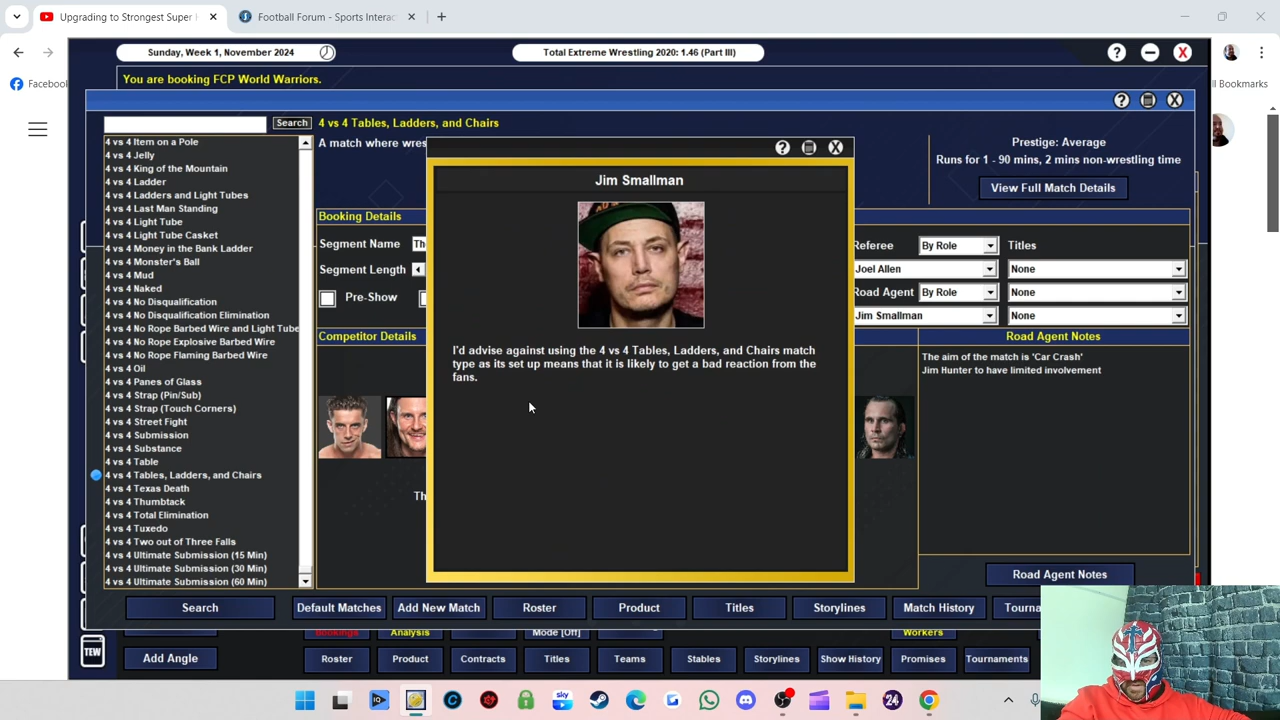 Upgrading to Strongest Super
Football Forum - Sports Interac
Facebook
ll Bookmarks
Sunday, Week 1, November 2024
Total Extreme Wrestling 2020: 1.46 (Part III)
You are booking FCP World Warriors.
Search
4 vs 4 Tables, Ladders, and Chairs
A match where wres
Prestige: Average
Runs for 1 - 90 mins, 2 mins non-wrestling time
View Full Match Details
4 vs 4 Item on a Pole
4 vs 4 Jelly
4 vs 4 King of the Mountain
4 vs 4 Ladder
4 vs 4 Ladders and Light Tubes
4 vs 4 Last Man Standing
4 vs 4 Light Tube
4 vs 4 Light Tube Casket
4 vs 4 Money in the Bank Ladder
4 vs 4 Monster's Ball
4 vs 4 Mud
4 vs 4 Naked
4 vs 4 No Disqualification
4 vs 4 No Disqualification Elimination
4 vs 4 No Rope Barbed Wire and Light Tube
4 vs 4 No Rope Explosive Barbed Wire
4 vs 4 No Rope Flaming Barbed Wire
4 vs 4 Oil
4 vs 4 Panes of Glass
4 vs 4 Strap (Pin/Sub)
4 vs 4 Strap (Touch Corners)
4 vs 4 Street Fight
4 vs 4 Submission
4 vs 4 Substance
4 vs 4 Table
4 vs 4 Tables, Ladders, and Chairs
4 vs 4 Texas Death
4 vs 4 Thumbtack
4 vs 4 Total Elimination
4 vs 4 Tuxedo
4 vs 4 Two out of Three Falls
4 vs 4 Ultimate Submission (15 Min)
4 vs 4 Ultimate Submission (30 Min)
4 vs 4 Ultimate Submission (60 Min)
Booking Details
Segment Name Th
Segment Length
Pre-Show
Competitor Details
Th
Jim Smallman
I'd advise against using the 4 vs 4 Tables, Ladders, and Chairs match
type as its set up means that it is likely to get a bad reaction from the
fans.
Referee By Role Titles
Joel Allen None
Road Agent By Role None
Jim Smallman None
Road Agent Notes
The aim of the match is 'Car Crash'
Jim Hunter to have limited involvement
Road Agent Notes
Search Default Matches Add New Match Roster Product Titles Storylines Match History Tourna
Bookings Analysis Mode [Off] Workers
TEW Add Angle Roster Product Contracts Titles Teams Stables Storylines Show History Promises Tournaments
sky
24